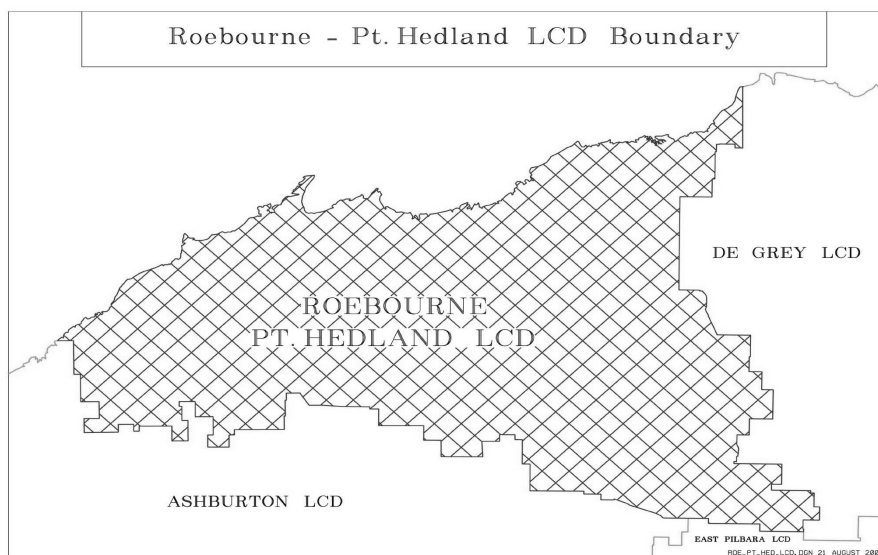 Roebourne - Pt. Hedland LCD Boundary
DE GREY LCD
ROEBOURNE
PT. HEDLAND LCD
ASHBURTON LCD
EAST PILBARA LCD
ROE_PT_HED_LCD.DGN 21 AUGUST